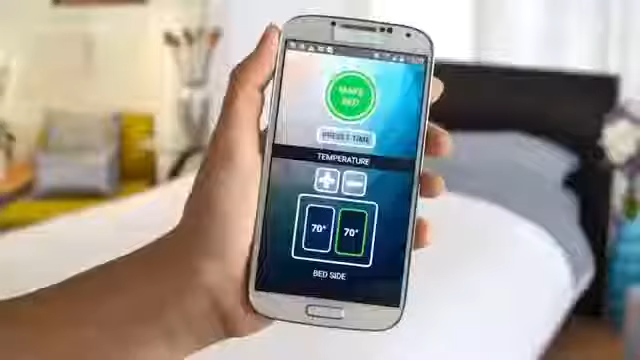 MAKE
BED
PRESET TIME
TEMPERATURE
+ −
70° 70°
BED SIDE